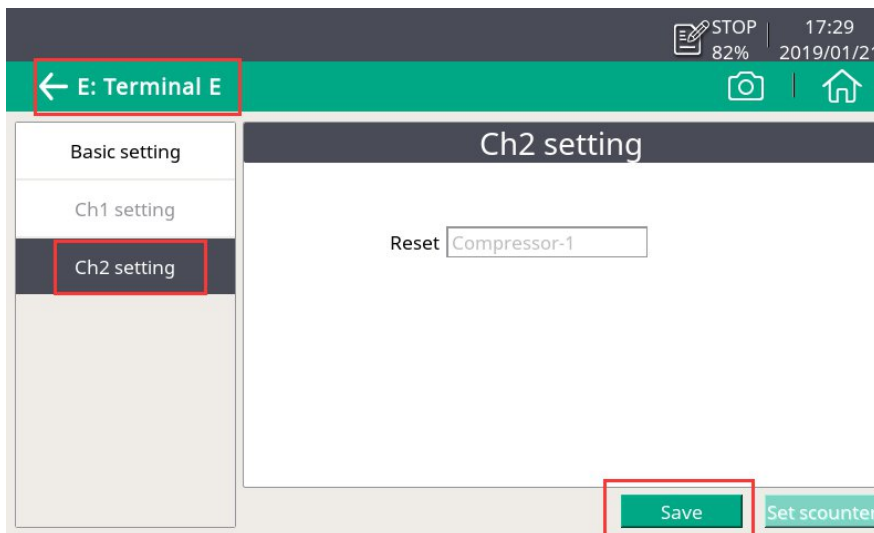 STOP 17:29
82% 2019/01/21
E: Terminal E
Basic setting
Ch2 setting
Ch1 setting
Reset Compressor-1
Ch2 setting
Save Set scounter